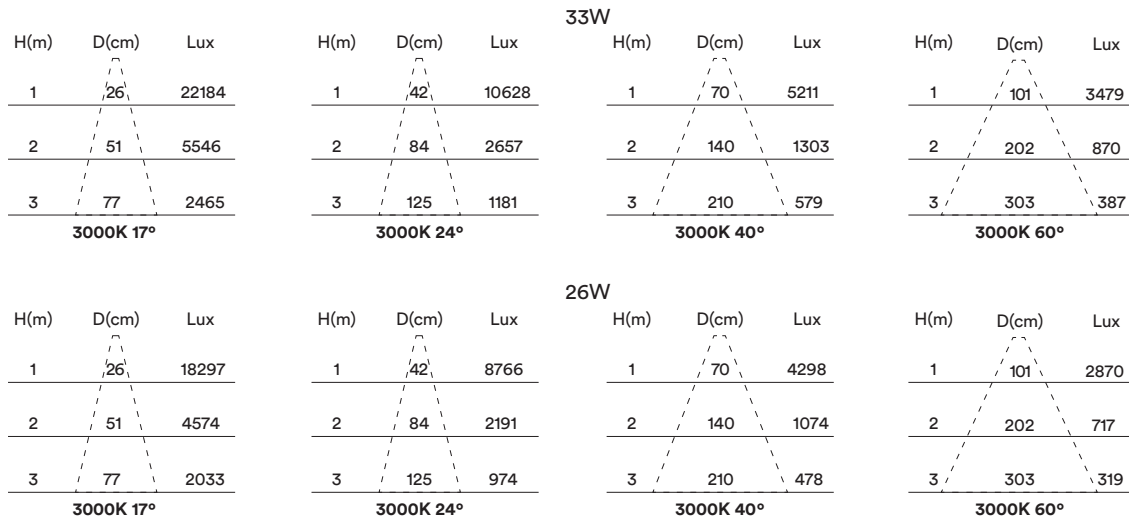 33W
H(m) D(cm) Lux H(m) D(cm) Lux H(m) D(cm) Lux H(m) D(cm) Lux
1 26 22184 1 42 10628 1 70 5211 1 101 3479
2 51 5546 2 84 2657 2 140 1303 2 202 870
3 77 2465 3 125 1181 3 210 579 3 303 387
3000K 17° 3000K 24° 3000K 40° 3000K 60°
26W
H(m) D(cm) Lux H(m) D(cm) Lux H(m) D(cm) Lux H(m) D(cm) Lux
1 26 18297 1 42 8766 1 70 4298 1 101 2870
2 51 4574 2 84 2191 2 140 1074 2 202 717
3 77 2033 3 125 974 3 210 478 3 303 319
3000K 17° 3000K 24° 3000K 40° 3000K 60°